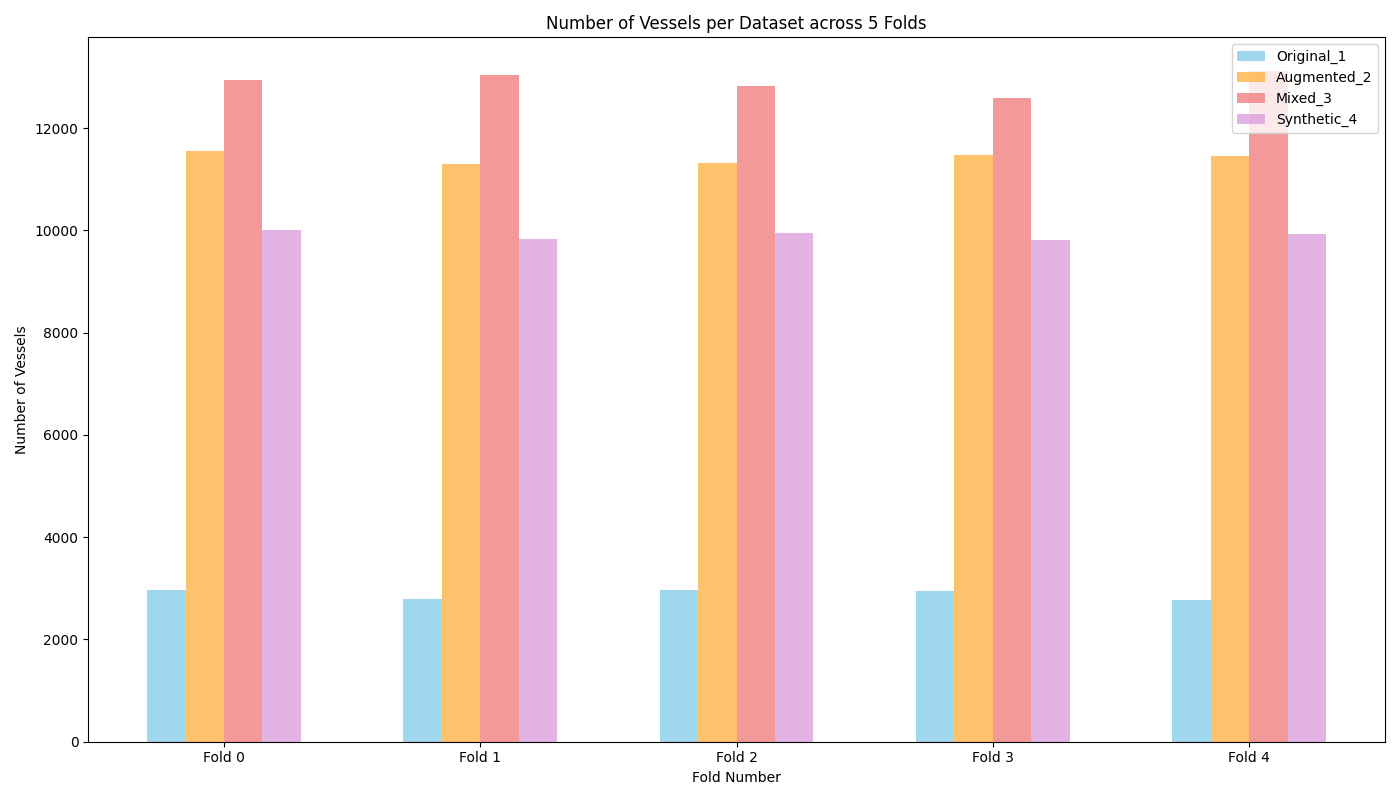 Number of Vessels per Dataset across 5 Folds
Original_1
Augmented_2
Mixed_3
Synthetic_4
Number of Vessels
12000
10000
8000
6000
4000
2000
0
Fold 0 Fold 1 Fold 2 Fold 3 Fold 4
Fold Number